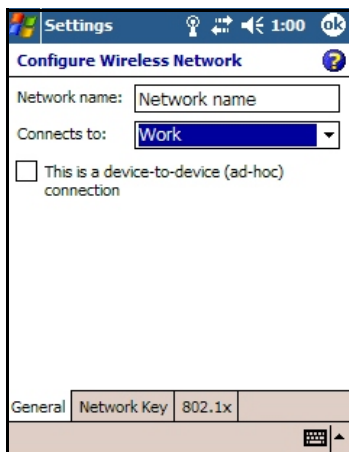 Settings 1:00 ok
Configure Wireless Network ?
Network name: Network name
Connects to: Work
This is a device-to-device (ad-hoc)
connection
General Network Key 802.1x